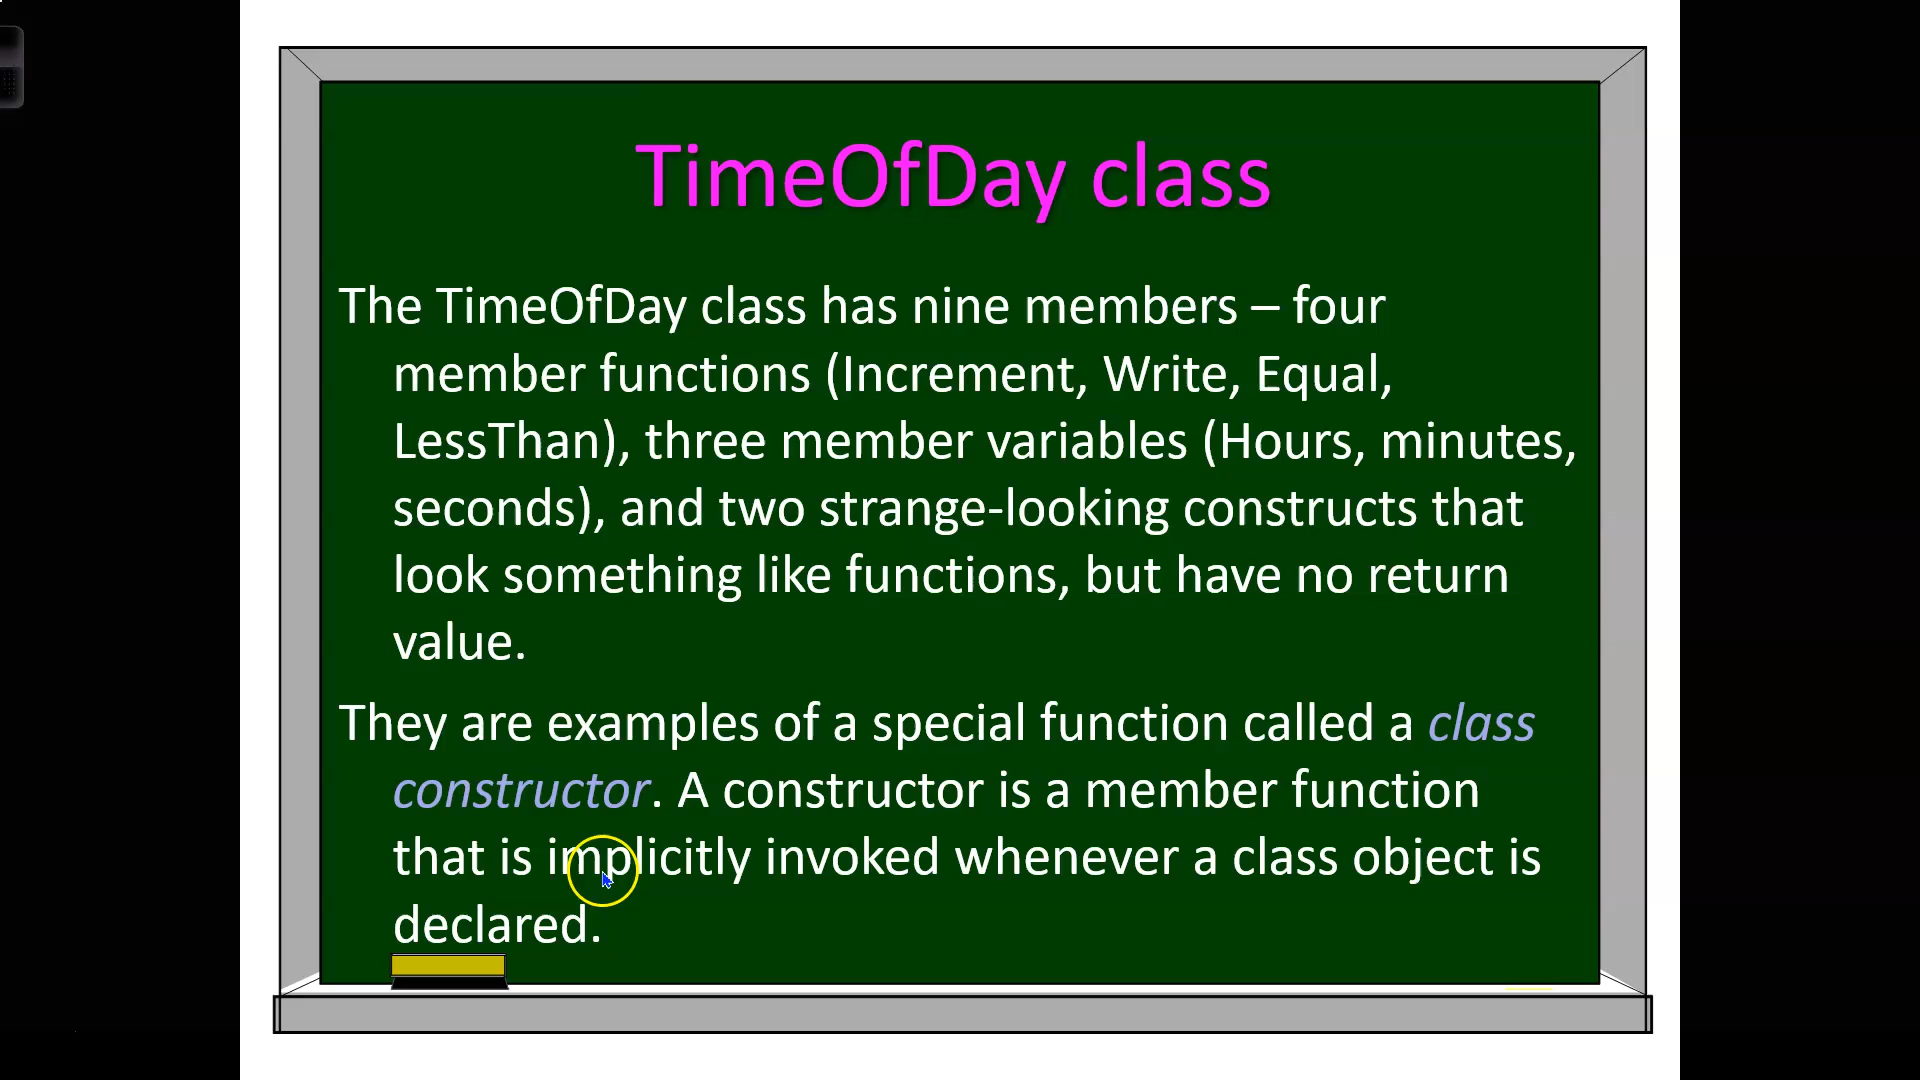 TimeOfDay class
The TimeOfDay class has nine members – four
member functions (Increment, Write, Equal,
LessThan), three member variables (Hours, minutes,
seconds), and two strange-looking constructs that
look something like functions, but have no return
value.
They are examples of a special function called a class
constructor. A constructor is a member function
that is implicitly invoked whenever a class object is
declared.